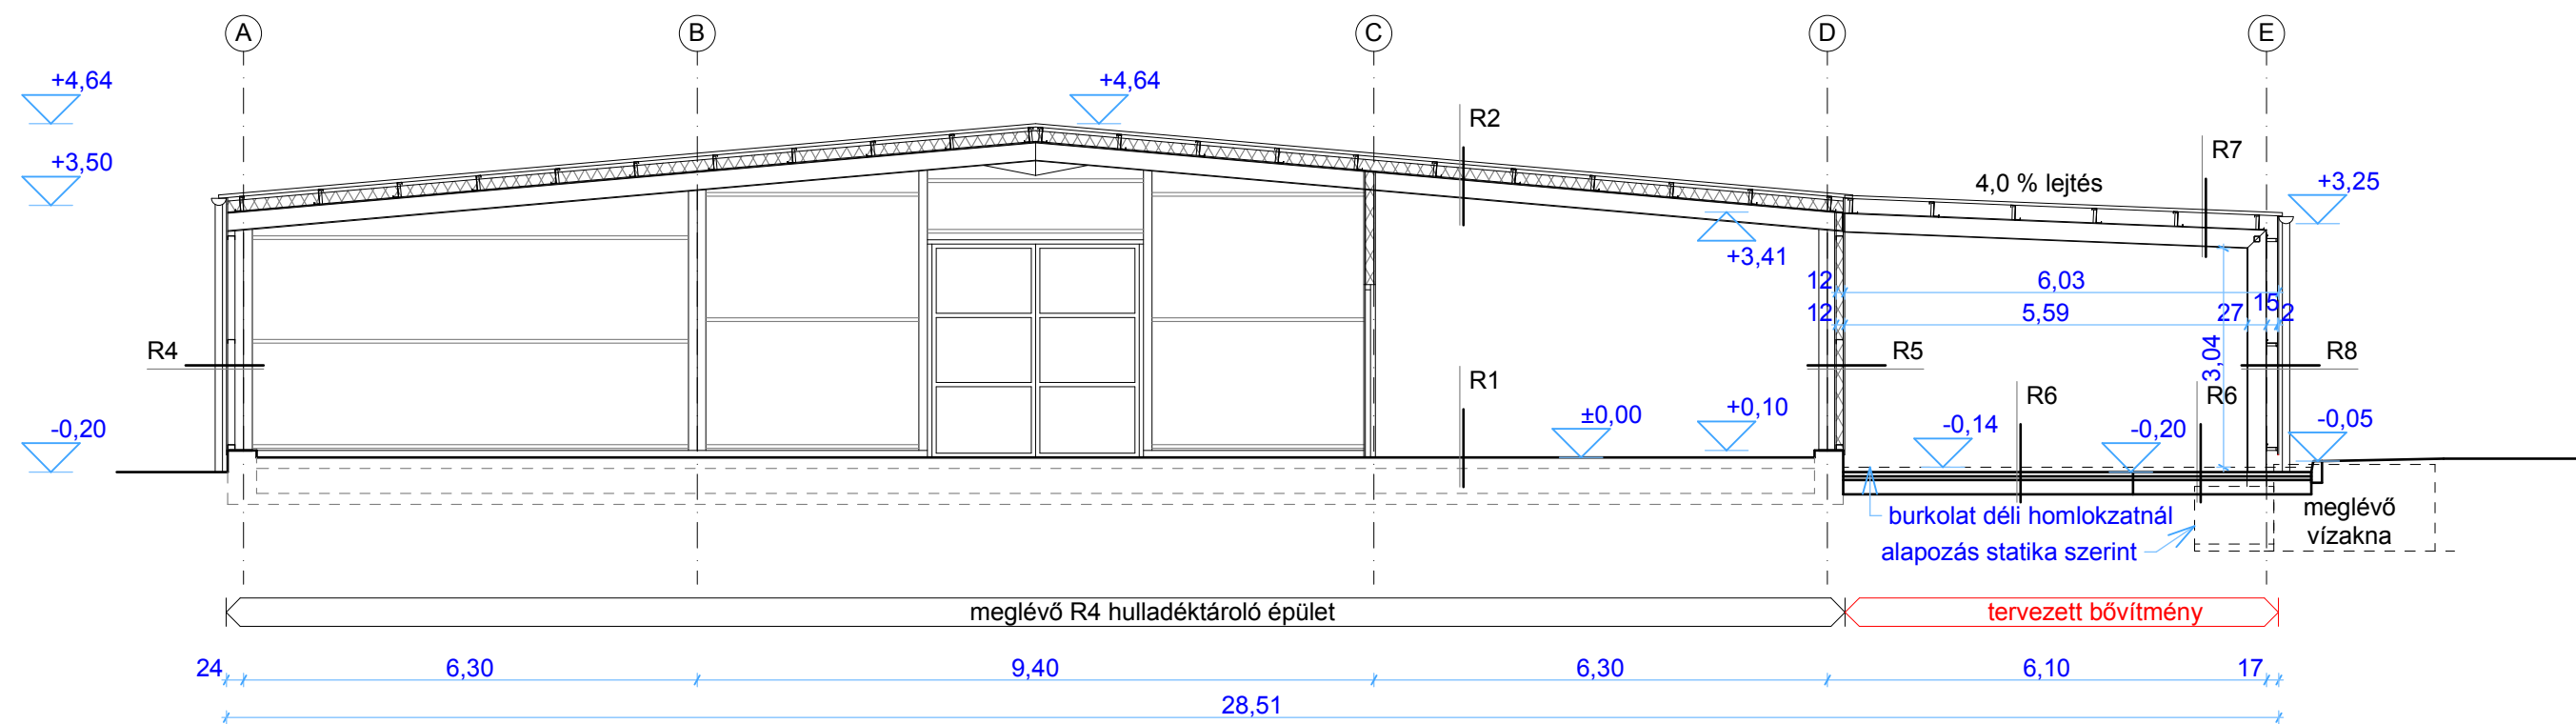 A B C D E
+4,64
+4,64
+3,50
R2
R7
4,0 % lejtés
+3,25
+3,41
12 6,03
12 5,59 27 15 2
3,04
R4
R5
R8
R1
R6
R6
-0,20
±0,00
+0,10
-0,14
-0,20
-0,05
burkolat déli homlokzatnál
alapozás statika szerint
meglévő
vízakna
meglévő R4 hulladéktároló épület
tervezett bővítmény
24 6,30 9,40 6,30 6,10 17
28,51